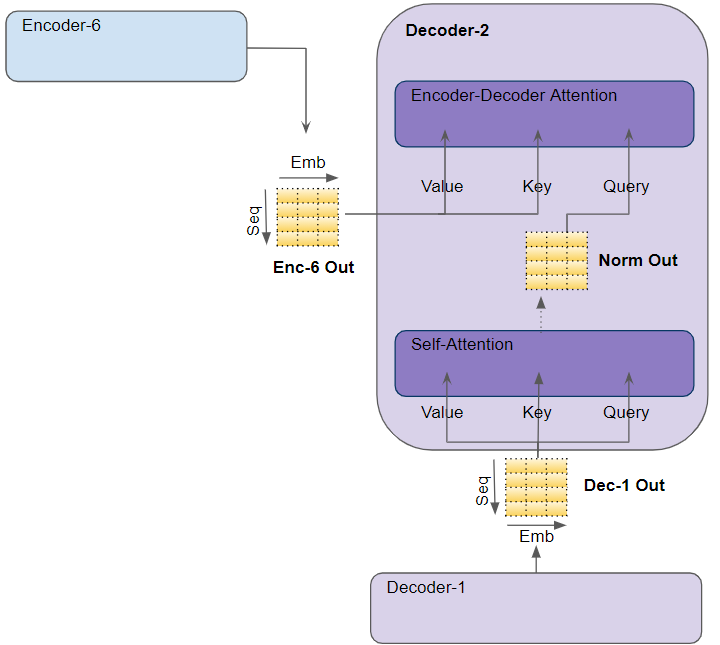 Encoder-6
Decoder-2
Encoder-Decoder Attention
Emb
Value Key Query
Seq
Enc-6 Out
Norm Out
Self-Attention
Value Key Query
Seq
Dec-1 Out
Emb
Decoder-1